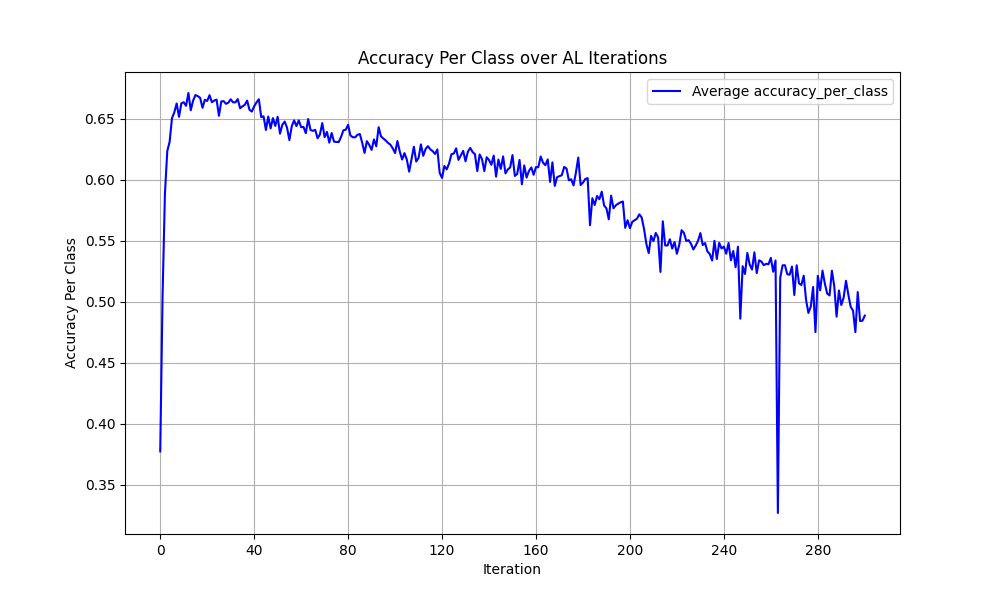 Accuracy Per Class over AL Iterations
Average accuracy_per_class
Accuracy Per Class
0.65
0.60
0.55
0.50
0.45
0.40
0.35
0 40 80 120 160 200 240 280
Iteration